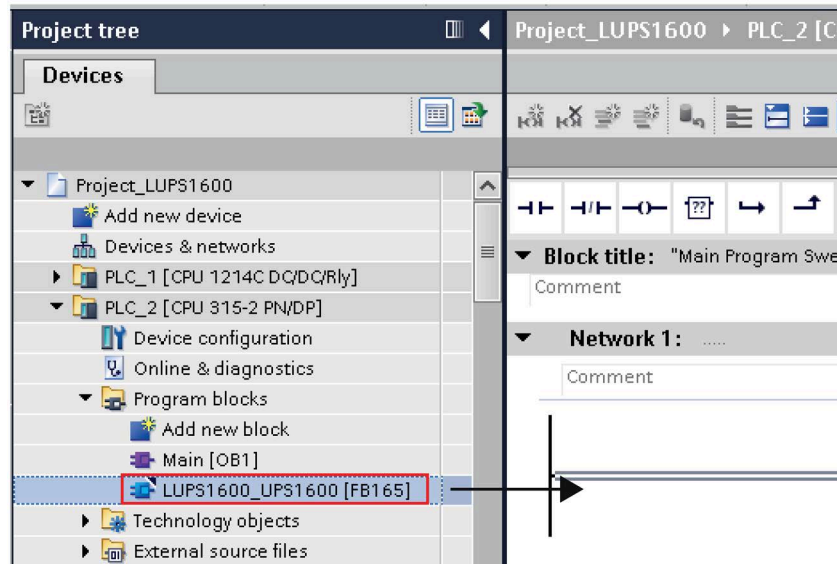 Project tree
Project_LUPS1600 ▸ PLC_2 [C
Devices
Project_LUPS1600
Add new device
Devices & networks
PLC_1 [CPU 1214C DC/DC/Rly]
PLC_2 [CPU 315-2 PN/DP]
Device configuration
Online & diagnostics
Program blocks
Add new block
Main [OB1]
LUPS1600_UPS1600 [FB165]
Technology objects
External source files
??
Block title: "Main Program Swe
Comment
Network 1: .....
Comment